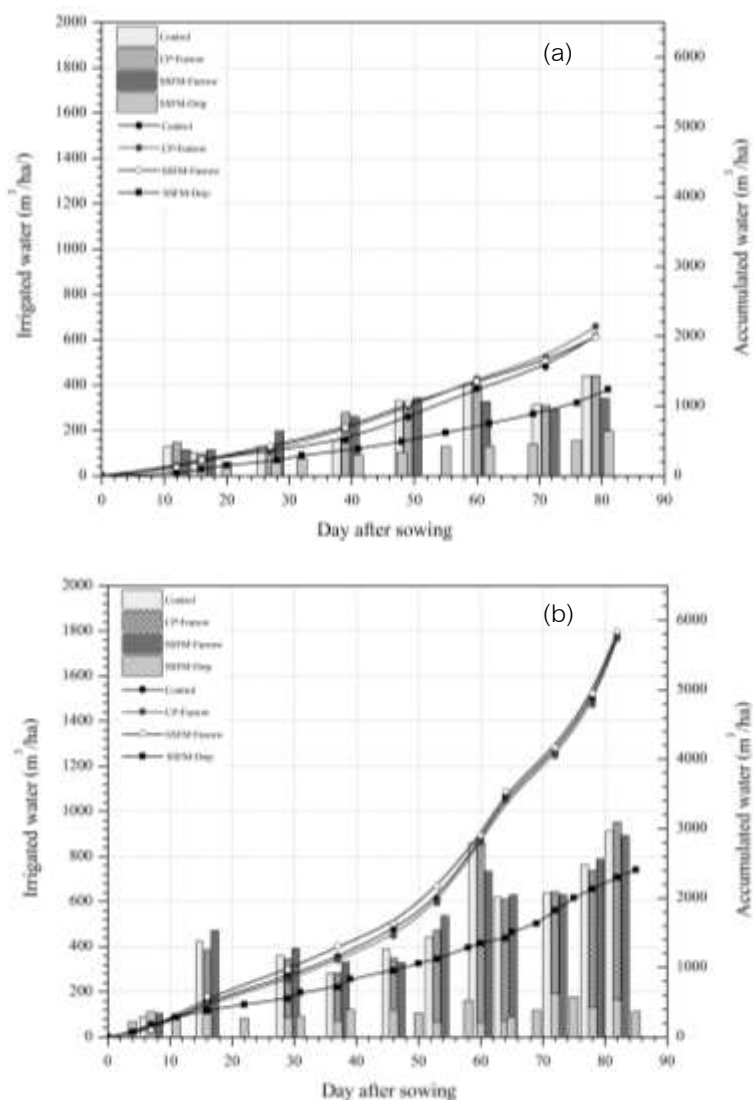 (a)
Irrigated water (m³/ha/)
2000
1800
1600
1400
1200
1000
800
600
400
200
0
Control
CP-Furrow
SSFM-Furrow
SSFM-Drip
Control
CP-Furrow
SSFM-Furrow
SSFM-Drip
6000
5000
4000
3000
2000
1000
0
Accumulated water (m³/ha)
0 10 20 30 40 50 60 70 80 90
Day after sowing
(b)
Irrigated water (m³/ha)
2000
1800
1600
1400
1200
1000
800
600
400
200
0
Control
CP-Furrow
SSFM-Furrow
SSFM-Drip
Control
CP-Furrow
SSFM-Furrow
SSFM-Drip
6000
5000
4000
3000
2000
1000
0
Accumulated water (m³/ha)
0 10 20 30 40 50 60 70 80 90
Day after sowing